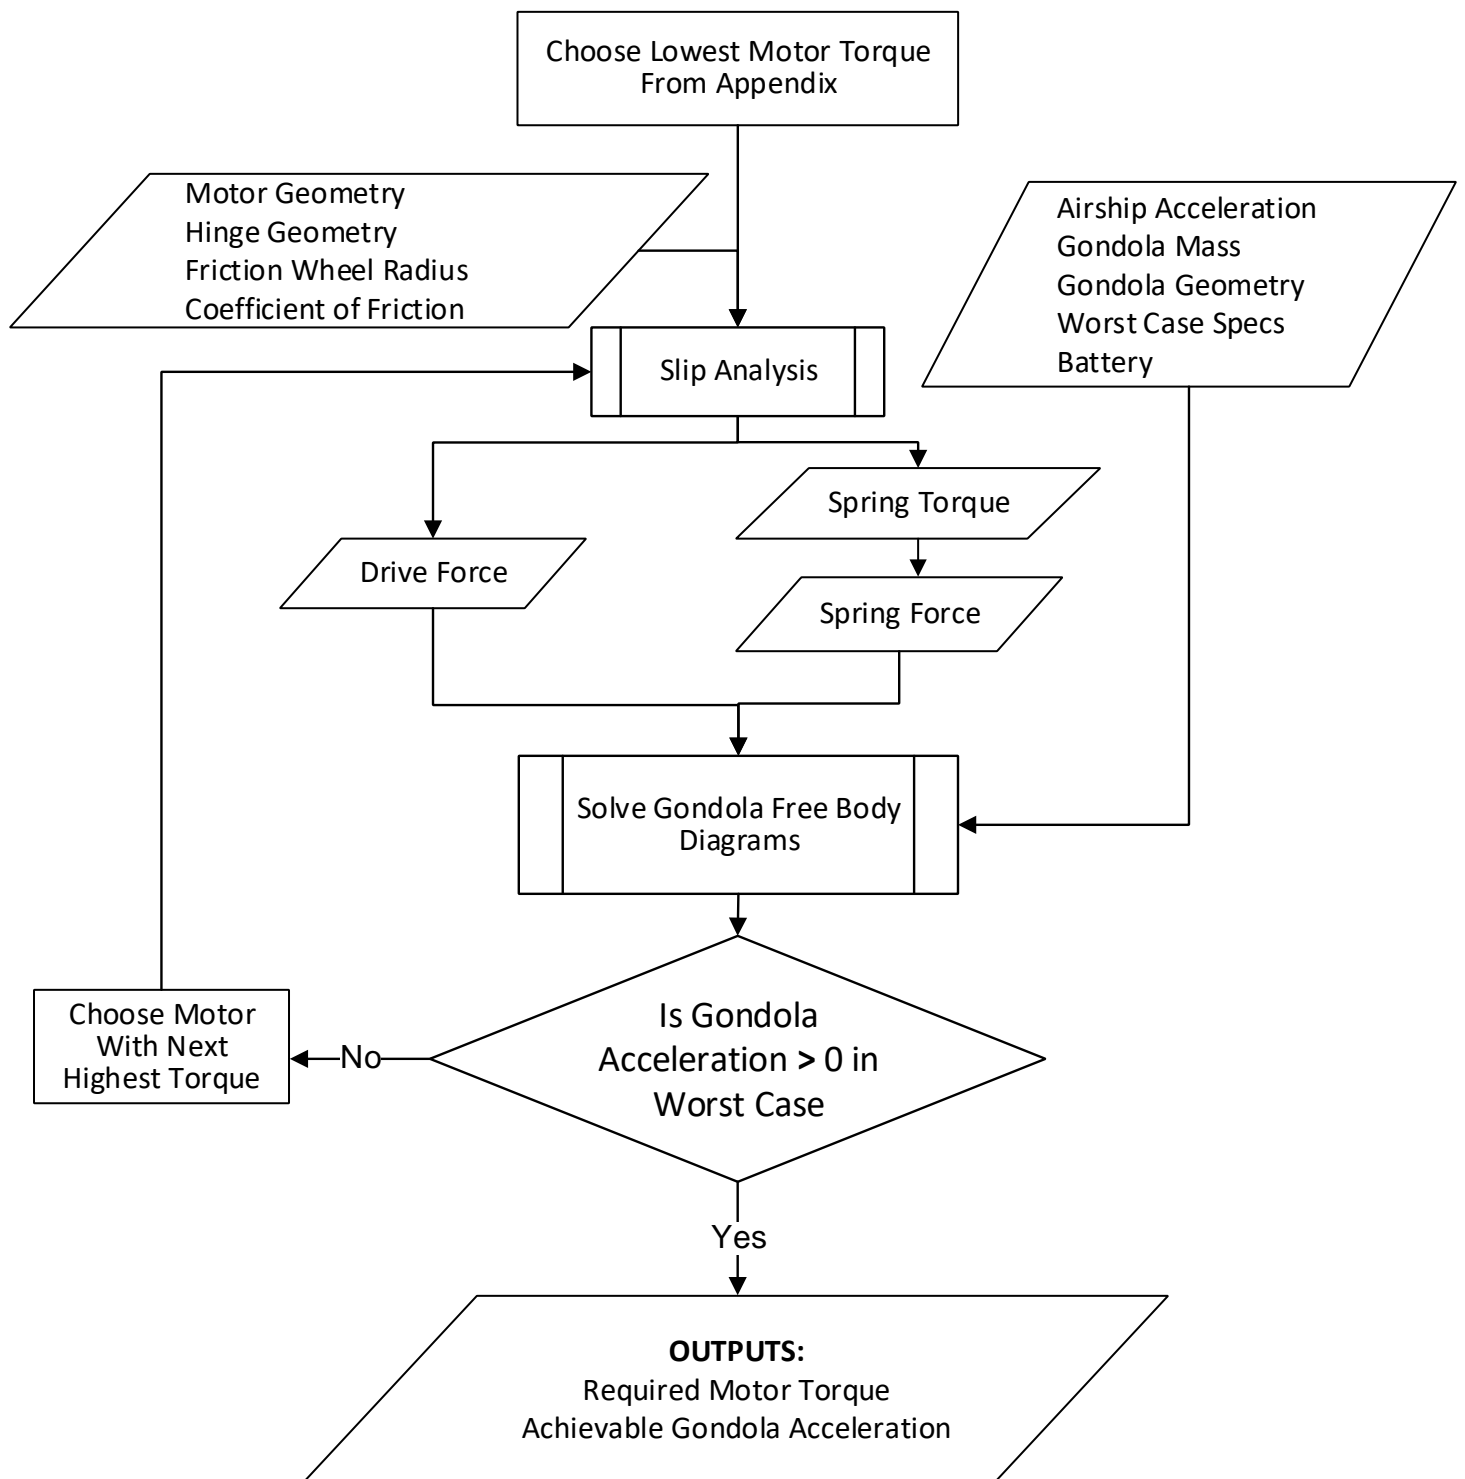 Choose Lowest Motor Torque
From Appendix
Motor Geometry
Hinge Geometry
Friction Wheel Radius
Coefficient of Friction
Airship Acceleration
Gondola Mass
Gondola Geometry
Worst Case Specs
Battery
Slip Analysis
Spring Torque
Drive Force
Spring Force
Solve Gondola Free Body
Diagrams
Is Gondola
Acceleration > 0 in
Worst Case
No
Choose Motor
With Next
Highest Torque
Yes
OUTPUTS:
Required Motor Torque
Achievable Gondola Acceleration